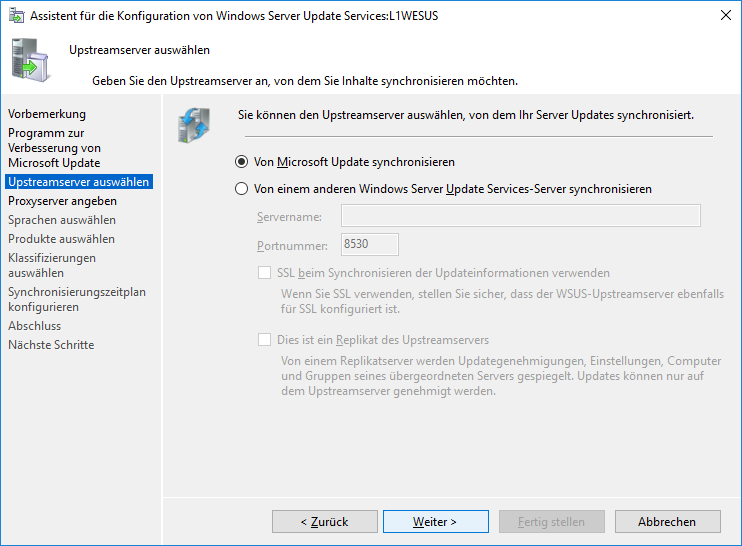 Assistent für die Konfiguration von Windows Server Update Services:L1WESUS
Upstreamserver auswählen
Geben Sie den Upstreamserver an, von dem Sie Inhalte synchronisieren möchten.
Vorbemerkung
Programm zur
Verbesserung von
Microsoft Update
Upstreamserver auswählen
Proxyserver angeben
Sprachen auswählen
Produkte auswählen
Klassifizierungen
auswählen
Synchronisierungszeitplan
konfigurieren
Abschluss
Nächste Schritte
Sie können den Upstreamserver auswählen, von dem Ihr Server Updates synchronisiert.
Von Microsoft Update synchronisieren
Von einem anderen Windows Server Update Services-Server synchronisieren
Servername:
Portnummer: 8530
SSL beim Synchronisieren der Updateinformationen verwenden
Wenn Sie SSL verwenden, stellen Sie sicher, dass der WSUS-Upstreamserver ebenfalls
für SSL konfiguriert ist.
Dies ist ein Replikat des Upstreamservers
Von einem Replikatserver werden Updategenehmigungen, Einstellungen, Computer
und Gruppen seines übergeordneten Servers gespiegelt. Updates können nur auf
dem Upstreamserver genehmigt werden.
< Zurück Weiter > Fertig stellen Abbrechen